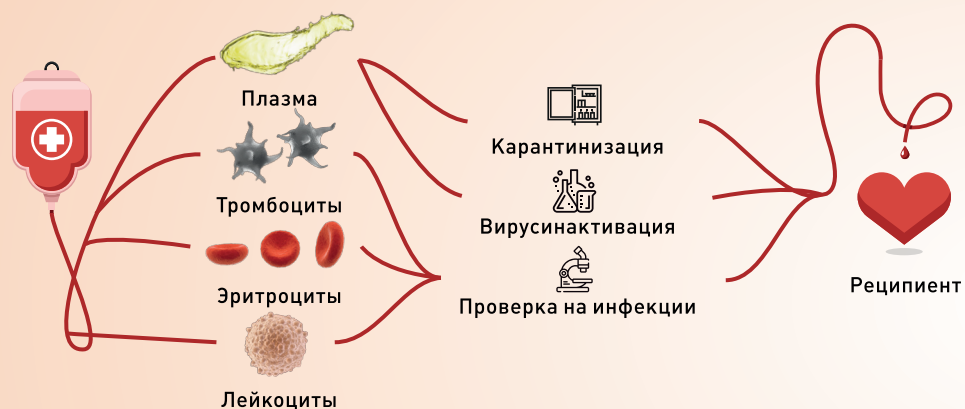 Плазма
Тромбоциты
Эритроциты
Лейкоциты
Карантинизация
Вирусинактивация
Проверка на инфекции
Реципиент